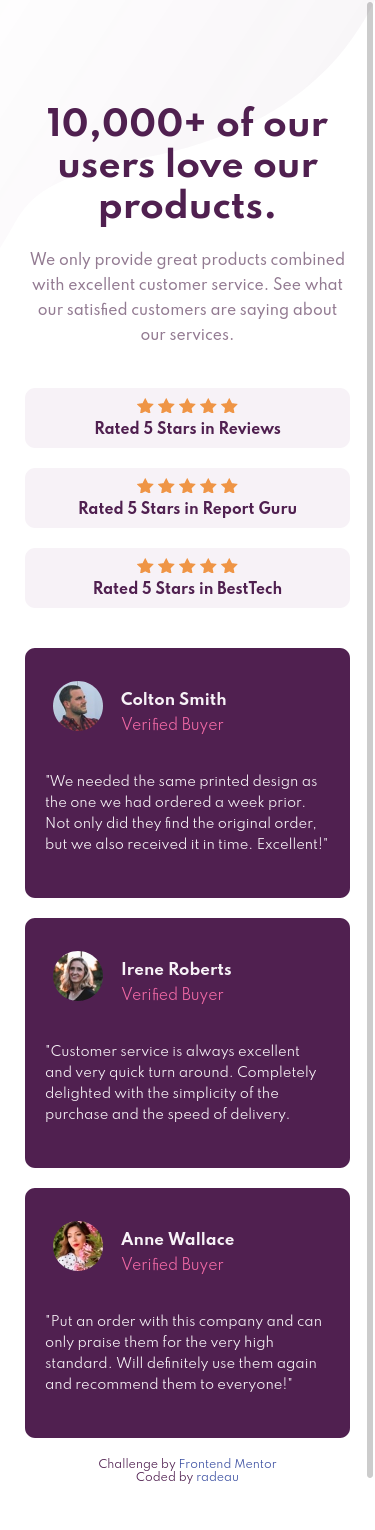 10,000+ of our
users love our
products.
We only provide great products combined
with excellent customer service. See what
our satisfied customers are saying about
our services.
Rated 5 Stars in Reviews
Rated 5 Stars in Report Guru
Rated 5 Stars in BestTech
Colton Smith
Verified Buyer
"We needed the same printed design as
the one we had ordered a week prior.
Not only did they find the original order,
but we also received it in time. Excellent!"
Irene Roberts
Verified Buyer
"Customer service is always excellent
and very quick turn around. Completely
delighted with the simplicity of the
purchase and the speed of delivery.
Anne Wallace
Verified Buyer
"Put an order with this company and can
only praise them for the very high
standard. Will definitely use them again
and recommend them to everyone!"
Challenge by Frontend Mentor
Coded by radeau